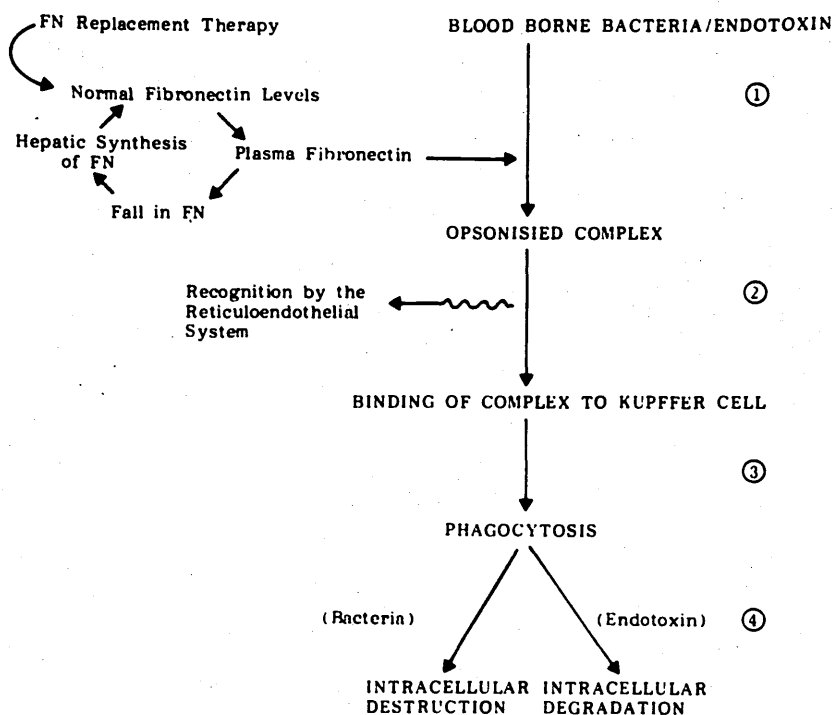 FN Replacement Therapy
BLOOD BORNE BACTERIA/ENDOTOXIN
Normal Fibronectin Levels
①
Hepatic Synthesis
of FN
Plasma Fibronectin
Fall in FN
OPSONISIED COMPLEX
Recognition by the
Reticuloendothelial
System
②
BINDING OF COMPLEX TO KUPFFER CELL
③
PHAGOCYTOSIS
(Bacteria)
(Endotoxin)
④
INTRACELLULAR
DESTRUCTION
INTRACELLULAR
DEGRADATION